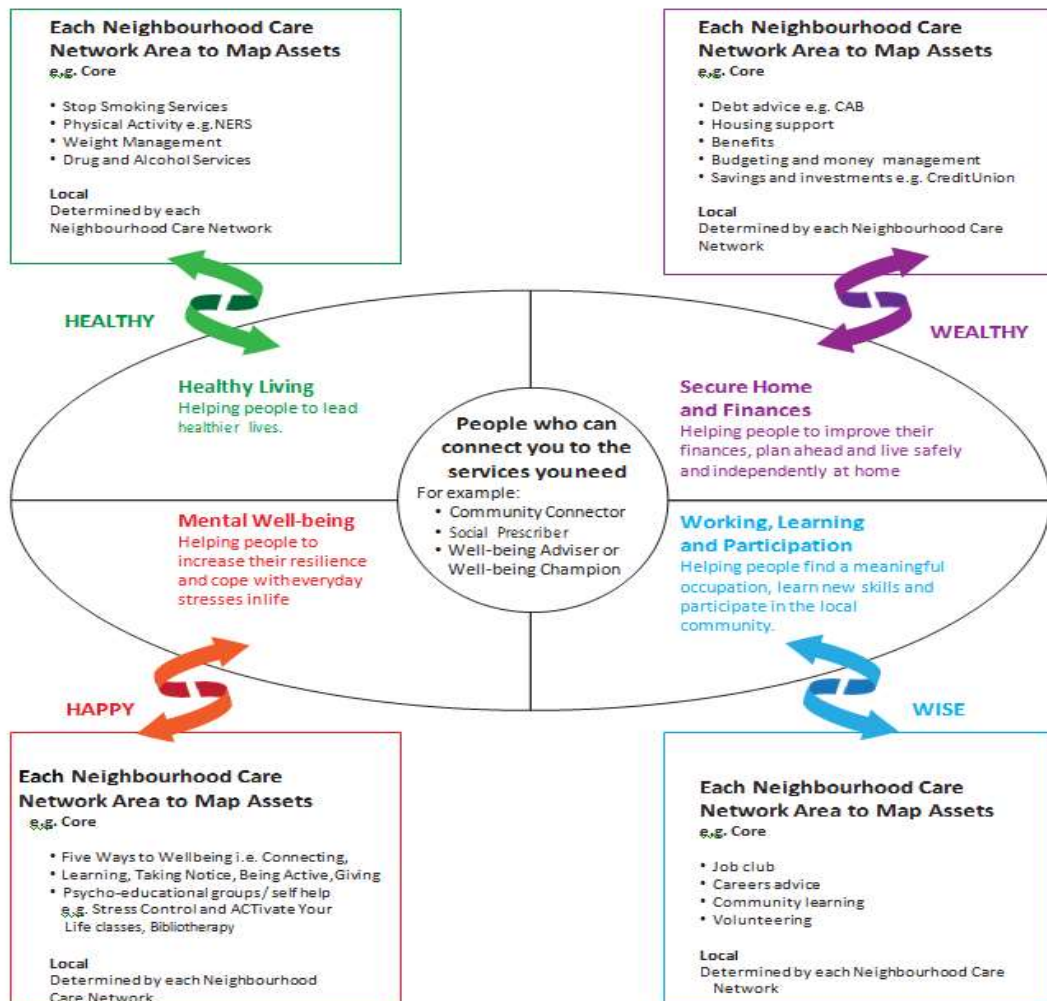 Each Neighbourhood Care
Network Area to Map Assets
e.g. Core
• Stop Smoking Services
• Physical Activity e.g.NERS
• Weight Management
• Drug and Alcohol Services
Local
Determined by each
Neighbourhood Care Network
Each Neighbourhood Care
Network Area to Map Assets
e.g. Core
• Debt advice e.g. CAB
• Housing support
• Benefits
• Budgeting and money management
• Savings and investments e.g. CreditUnion
Local
Determined by each Neighbourhood Care
Network
HEALTHY
WEALTHY
Healthy Living
Helping people to lead
healthier lives.
Secure Home
and Finances
Helping people to improve their
finances, plan ahead and live safely
and independently at home
People who can
connect you to the
services youneed
For example:
• Community Connector
• Social Prescriber
• Well-being Adviser or
Well-being Champion
Mental Well-being
Helping people to
increase their resilience
and cope witheveryday
stresses inlife
Working, Learning
and Participation
Helping people find a meaningful
occupation, learn new skills and
participate in the local
community.
HAPPY
WISE
Each Neighbourhood Care
Network Area to Map Assets
e.g. Core
• Five Ways to Wellbeing i.e. Connecting,
• Learning, Taking Notice, Being Active,Giving
• Psycho-educational groups/ self help
e.g. Stress Control and ACTivate Your
Life classes, Bibliotherapy
Local
Determined by each Neighbourhood
Care Network
Each Neighbourhood Care
Network Area to Map Assets
e.g. Core
• Job club
• Careers advice
• Community learning
• Volunteering
Local
Determined by each Neighbourhood Care
Network